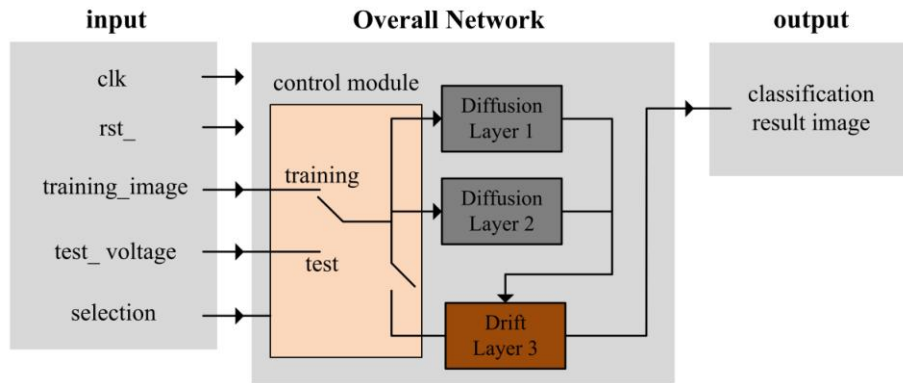 input
Overall Network
output
clk
rst_
training_image
test_ voltage
selection
control module
training
test
Diffusion
Layer 1
Diffusion
Layer 2
Drift
Layer 3
classification
result image